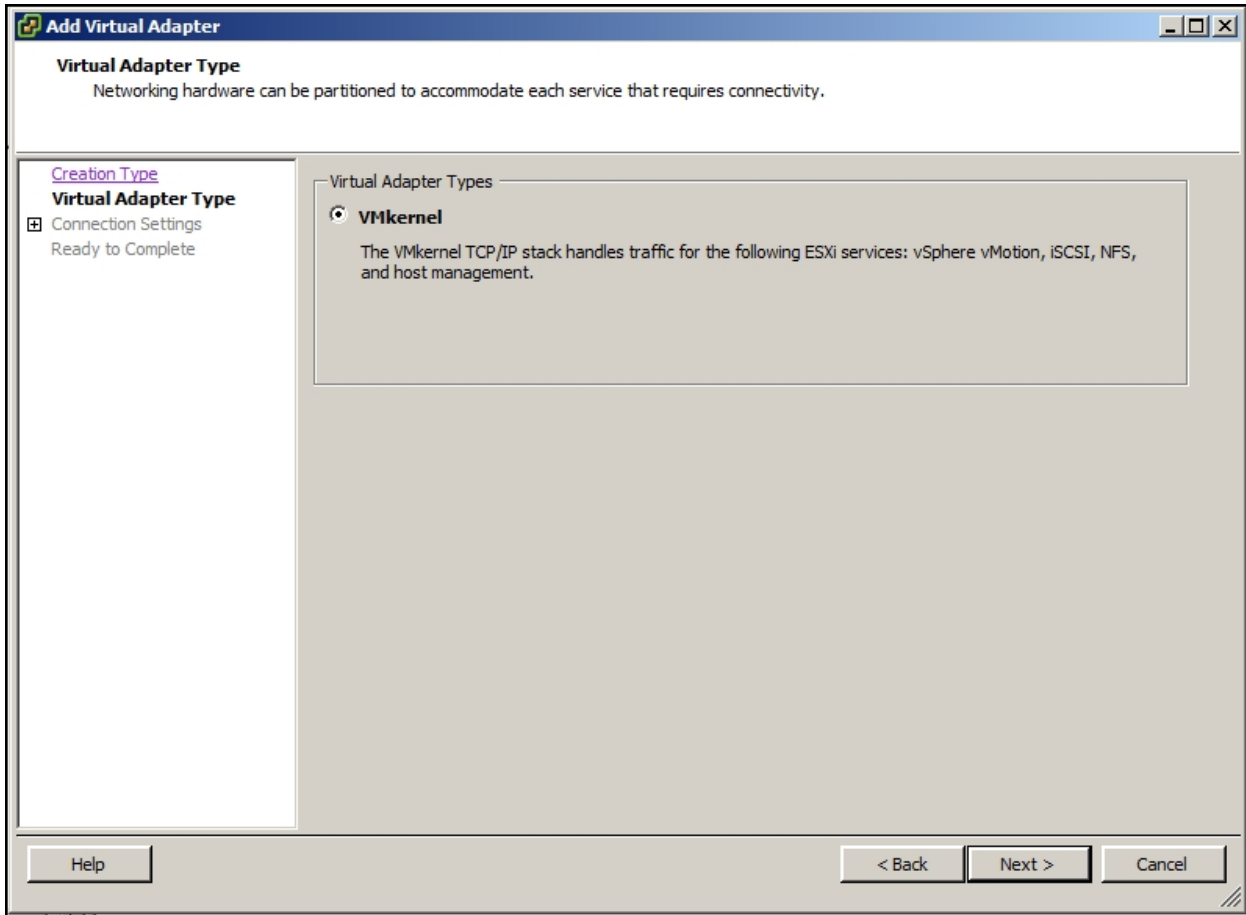 Add Virtual Adapter
Virtual Adapter Type
Networking hardware can be partitioned to accommodate each service that requires connectivity.
Creation Type
Virtual Adapter Type
Connection Settings
Ready to Complete
Virtual Adapter Types
VMkernel
The VMkernel TCP/IP stack handles traffic for the following ESXi services: vSphere vMotion, iSCSI, NFS,
and host management.
Help
< Back
Next >
Cancel